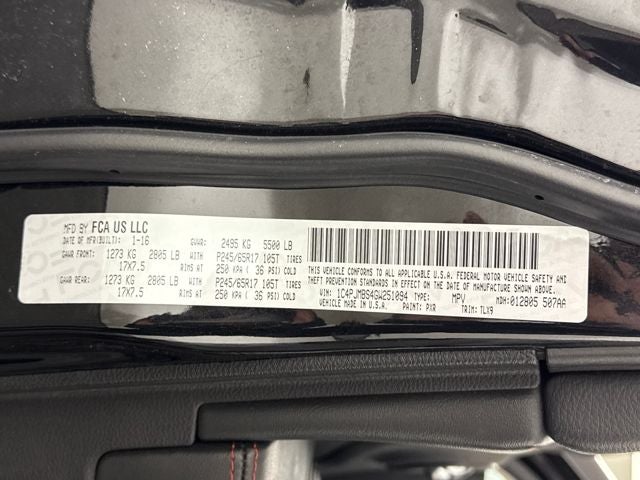 MFD BY FCA US LLC
DATE OF MFR(BUILT): 1-16 GVWR: 2495 KG 5500 LB
GAWR FRONT: 1273 KG 2805 LB WITH TIRES P245/65R17 105T
17X7.5 RIMS AT 250 KPA ( 36 PSI) COLD
GAWR REAR: 1273 KG 2805 LB WITH TIRES P245/65R17 105T
17X7.5 RIMS AT 250 KPA ( 36 PSI) COLD
THIS VEHICLE CONFORMS TO ALL APPLICABLE U.S.A. FEDERAL MOTOR VEHICLE SAFETY AND
THEFT PREVENTION STANDARDS IN EFFECT ON THE DATE OF MANUFACTURE SHOWN ABOVE.
VIN: 1C4PJMBS4GW251094 TYPE: MPV MDH:012805 507AA
VEHICLE MADE IN U.S.A. PAINT: PXR TRIM: TLX9